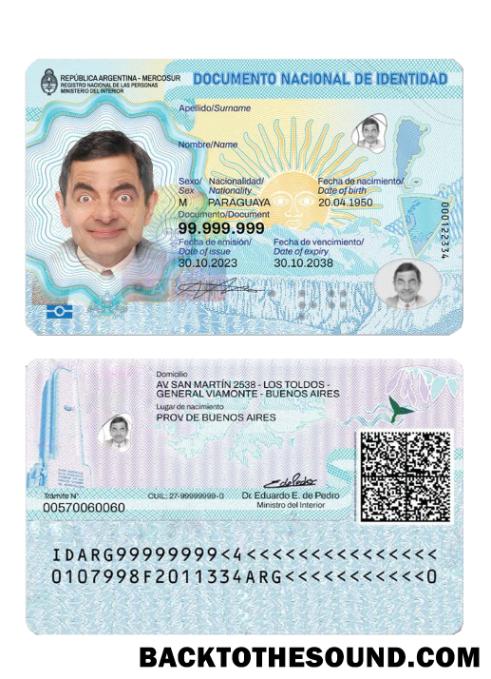 REPÚBLICA ARGENTINA - MERCOSUR
REGISTRO NACIONAL DE LAS PERSONAS
MINISTERIO DEL INTERIOR
DOCUMENTO NACIONAL DE IDENTIDAD
Apellido/Surname
Nombre/Name
Sexo/ Sex
Nacionalidad/ Nationality
Fecha de nacimiento/ Date of birth
M PARAGUAYA 20.04.1950
Documento/Document
99.999.999
Fecha de emisión/ Date of issue
Fecha de vencimiento/ Date of expiry
30.10.2023 30.10.2038
000122334
Domicilio
AV. SAN MARTÍN 2538 - LOS TOLDOS -
GENERAL VIAMONTE - BUENOS AIRES
Lugar de nacimiento
PROV. DE BUENOS AIRES
Trámite N°
00570060060
CUIL: 27-99999999-0
Dr. Eduardo E. de Pedro
Ministro del Interior
IDARG99999999<4<<<<<<<<<<<<<<<
0107998F2011334ARG<<<<<<<<<<<0
BACKTOTHESOUND.COM